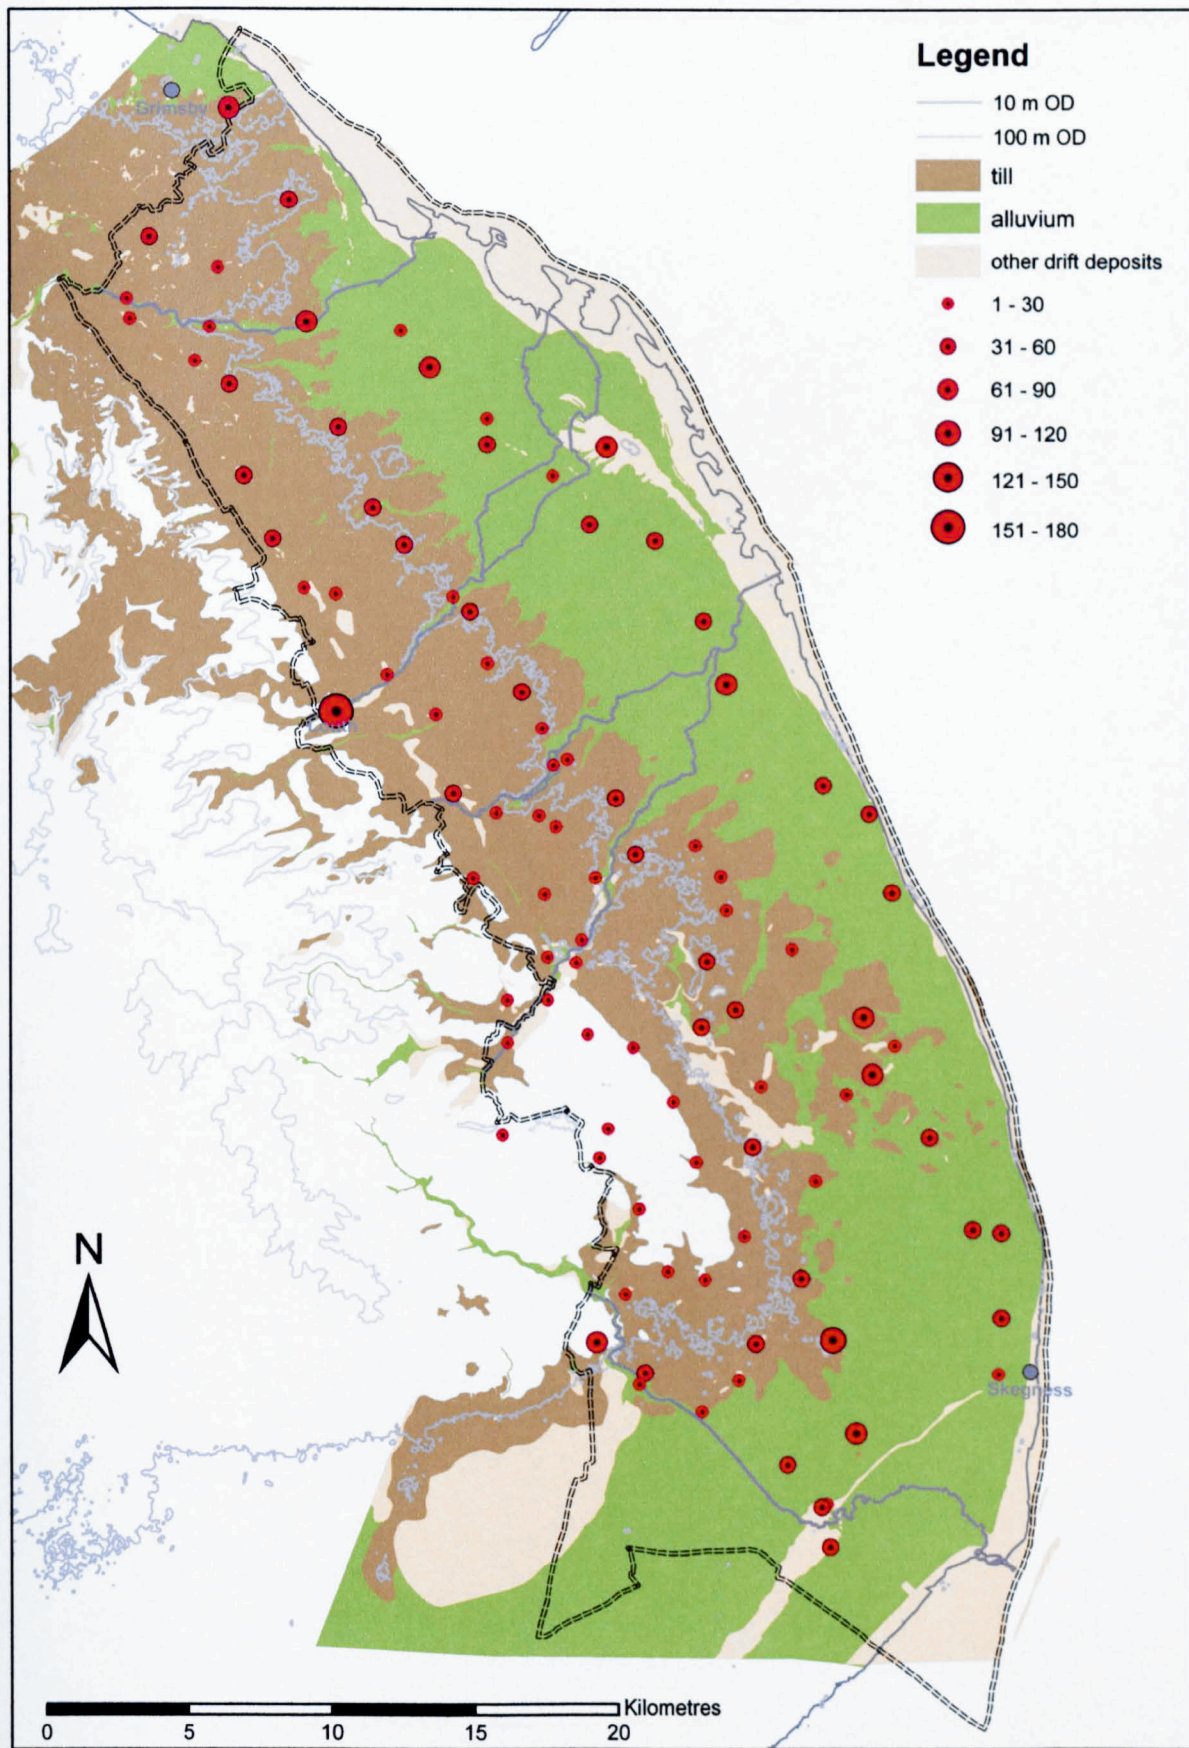 Legend
10 m OD
100 m OD
till
alluvium
other drift deposits
1 - 30
31 - 60
61 - 90
91 - 120
121 - 150
151 - 180
Grimsby
Skegness
N
Kilometres
0 5 10 15 20